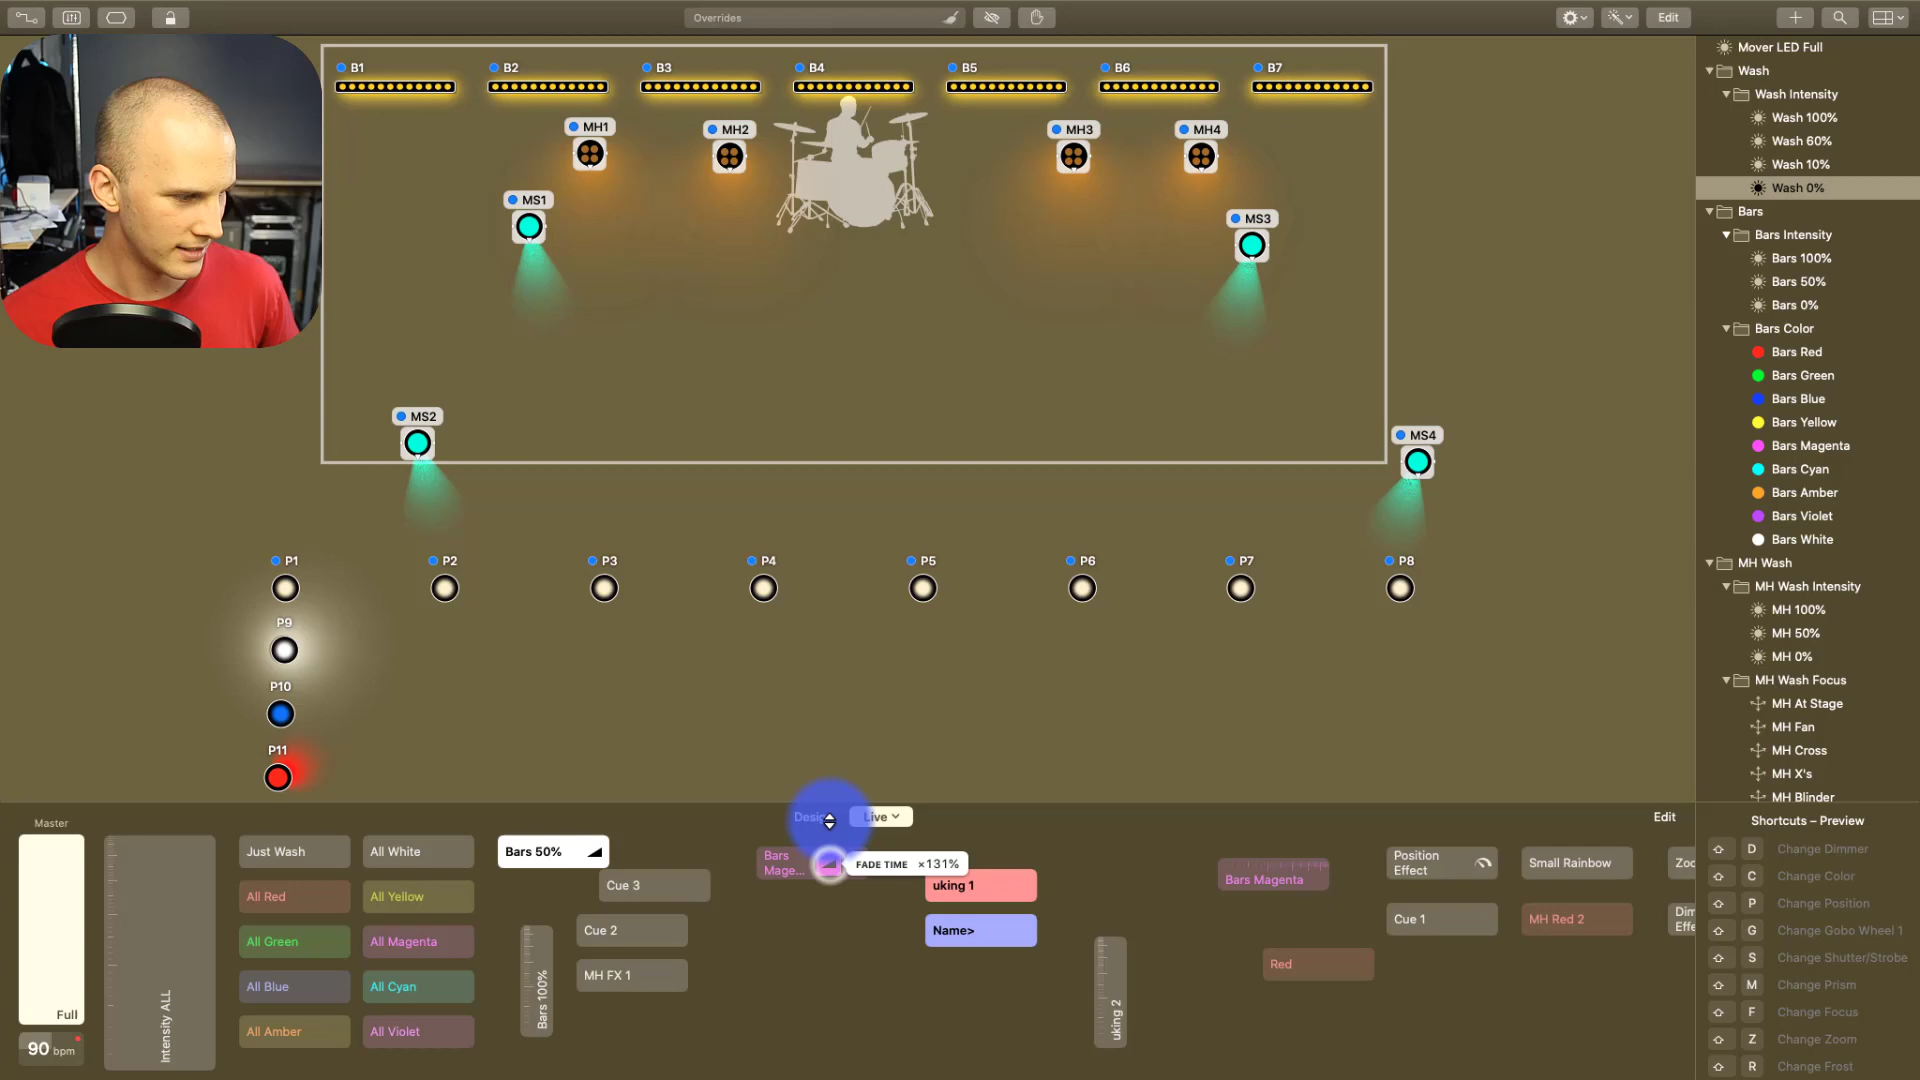 Overrides
Edit
Mover LED Full
Wash
Wash Intensity
Wash 100%
Wash 60%
Wash 10%
Wash 0%
Bars
Bars Intensity
Bars 100%
Bars 50%
Bars 0%
Bars Color
Bars Red
Bars Green
Bars Blue
Bars Yellow
Bars Magenta
Bars Cyan
Bars Amber
Bars Violet
Bars White
MH Wash
MH Wash Intensity
MH 100%
MH 50%
MH 0%
MH Wash Focus
MH At Stage
MH Fan
MH Cross
MH X's
MH Blinder
B1
B2
B3
B4
B5
B6
B7
MH1
MH2
MH3
MH4
MS1
MS3
MS2
MS4
P1
P2
P3
P4
P5
P6
P7
P8
P9
P10
P11
Master
Full
90 bpm
Intensity ALL
Just Wash
All White
All Red
All Yellow
All Green
All Magenta
All Blue
All Cyan
All Amber
All Violet
Bars 50%
Cue 3
Cue 2
MH FX 1
Bars 100%
Desig
Live
Edit
Bars
Mage...
FADE TIME ×131%
uking 1
Name>
uking 2
Bars Magenta
Red
Position
Effect
Small Rainbow
Zoo
Cue 1
MH Red 2
Dim
Effe
Shortcuts – Preview
D Change Dimmer
C Change Color
P Change Position
G Change Gobo Wheel 1
S Change Shutter/Strobe
M Change Prism
F Change Focus
Z Change Zoom
R Change Frost